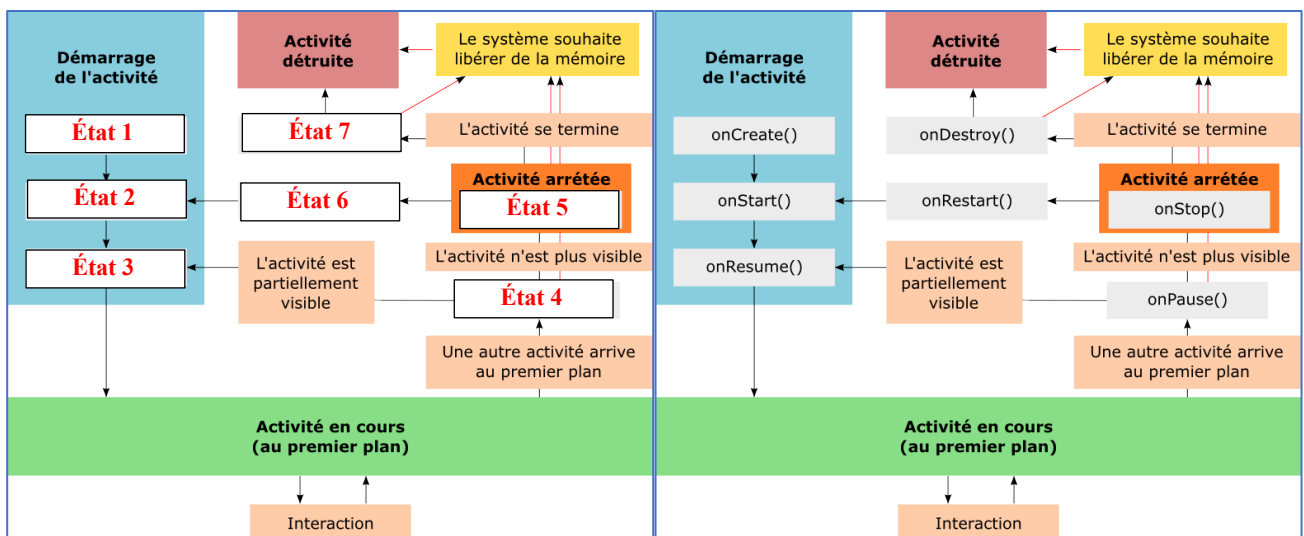 Démarrage
de l'activité
Activité
détruite
Le système souhaite
libérer de la mémoire
État 1
État 7
L'activité se termine
Activité arrétée
État 2
État 6
État 5
L'activité n'est plus visible
État 3
L'activité est
partiellement
visible
État 4
Une autre activité arrive
au premier plan
Activité en cours
(au premier plan)
Interaction
Démarrage
de l'activité
Activité
détruite
Le système souhaite
libérer de la mémoire
onCreate()
onDestroy()
L'activité se termine
Activité arrétée
onStart()
onRestart()
onStop()
L'activité n'est plus visible
onResume()
L'activité est
partiellement
visible
onPause()
Une autre activité arrive
au premier plan
Activité en cours
(au premier plan)
Interaction